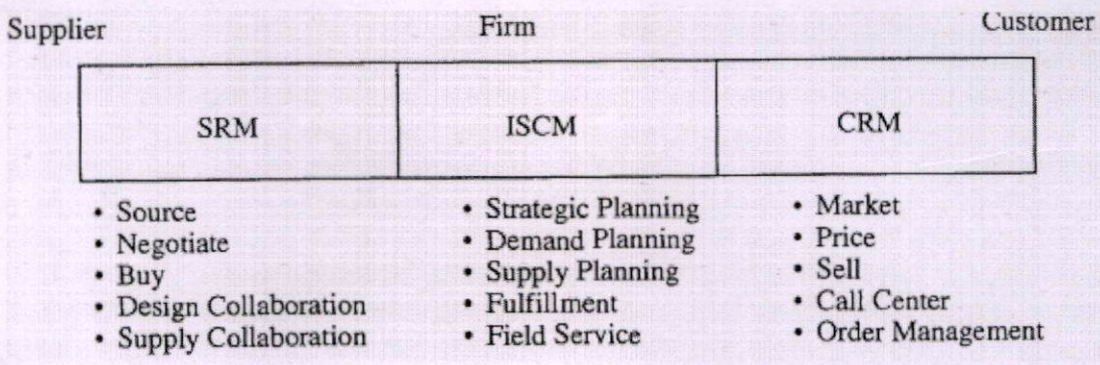 Supplier Firm Customer
SRM ISCM CRM
• Source
• Negotiate
• Buy
• Design Collaboration
• Supply Collaboration
• Strategic Planning
• Demand Planning
• Supply Planning
• Fulfillment
• Field Service
• Market
• Price
• Sell
• Call Center
• Order Management